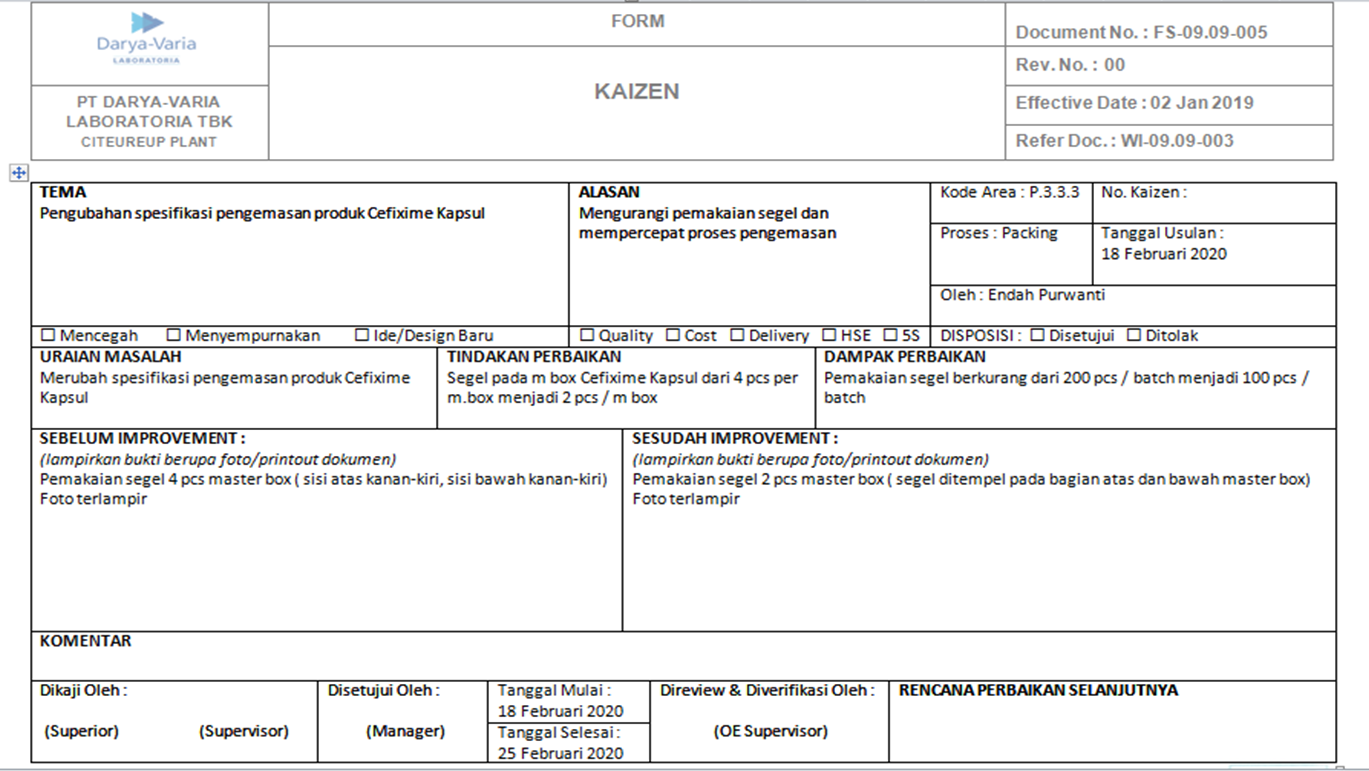 Darya-Varia
LABORATORIA
PT DARYA-VARIA
LABORATORIA TBK
CITEUREUP PLANT
FORM
KAIZEN
Document No. : FS-09.09-005
Rev. No. : 00
Effective Date : 02 Jan 2019
Refer Doc. : WI-09.09-003
TEMA
Pengubahan spesifikasi pengemasan produk Cefixime Kapsul
ALASAN
Mengurangi pemakaian segel dan
mempercepat proses pengemasan
Kode Area : P.3.3.3
No. Kaizen :
Proses : Packing
Tanggal Usulan :
18 Februari 2020
Oleh : Endah Purwanti
☐ Mencegah ☐ Menyempurnakan ☐ Ide/Design Baru
☐ Quality ☐ Cost ☐ Delivery ☐ HSE ☐ 5S
DISPOSISI : ☐ Disetujui ☐ Ditolak
URAIAN MASALAH
Merubah spesifikasi pengemasan produk Cefixime
Kapsul
TINDAKAN PERBAIKAN
Segel pada m box Cefixime Kapsul dari 4 pcs per
m.box menjadi 2 pcs / m box
DAMPAK PERBAIKAN
Pemakaian segel berkurang dari 200 pcs / batch menjadi 100 pcs /
batch
SEBELUM IMPROVEMENT :
(lampirkan bukti berupa foto/printout dokumen)
Pemakaian segel 4 pcs master box ( sisi atas kanan-kiri, sisi bawah kanan-kiri)
Foto terlampir
SESUDAH IMPROVEMENT :
(lampirkan bukti berupa foto/printout dokumen)
Pemakaian segel 2 pcs master box ( segel ditempel pada bagian atas dan bawah master box)
Foto terlampir
KOMENTAR
Dikaji Oleh :
(Superior) (Supervisor)
Disetujui Oleh :
(Manager)
Tanggal Mulai :
18 Februari 2020
Tanggal Selesai :
25 Februari 2020
Direview & Diverifikasi Oleh :
(OE Supervisor)
RENCANA PERBAIKAN SELANJUTNYA